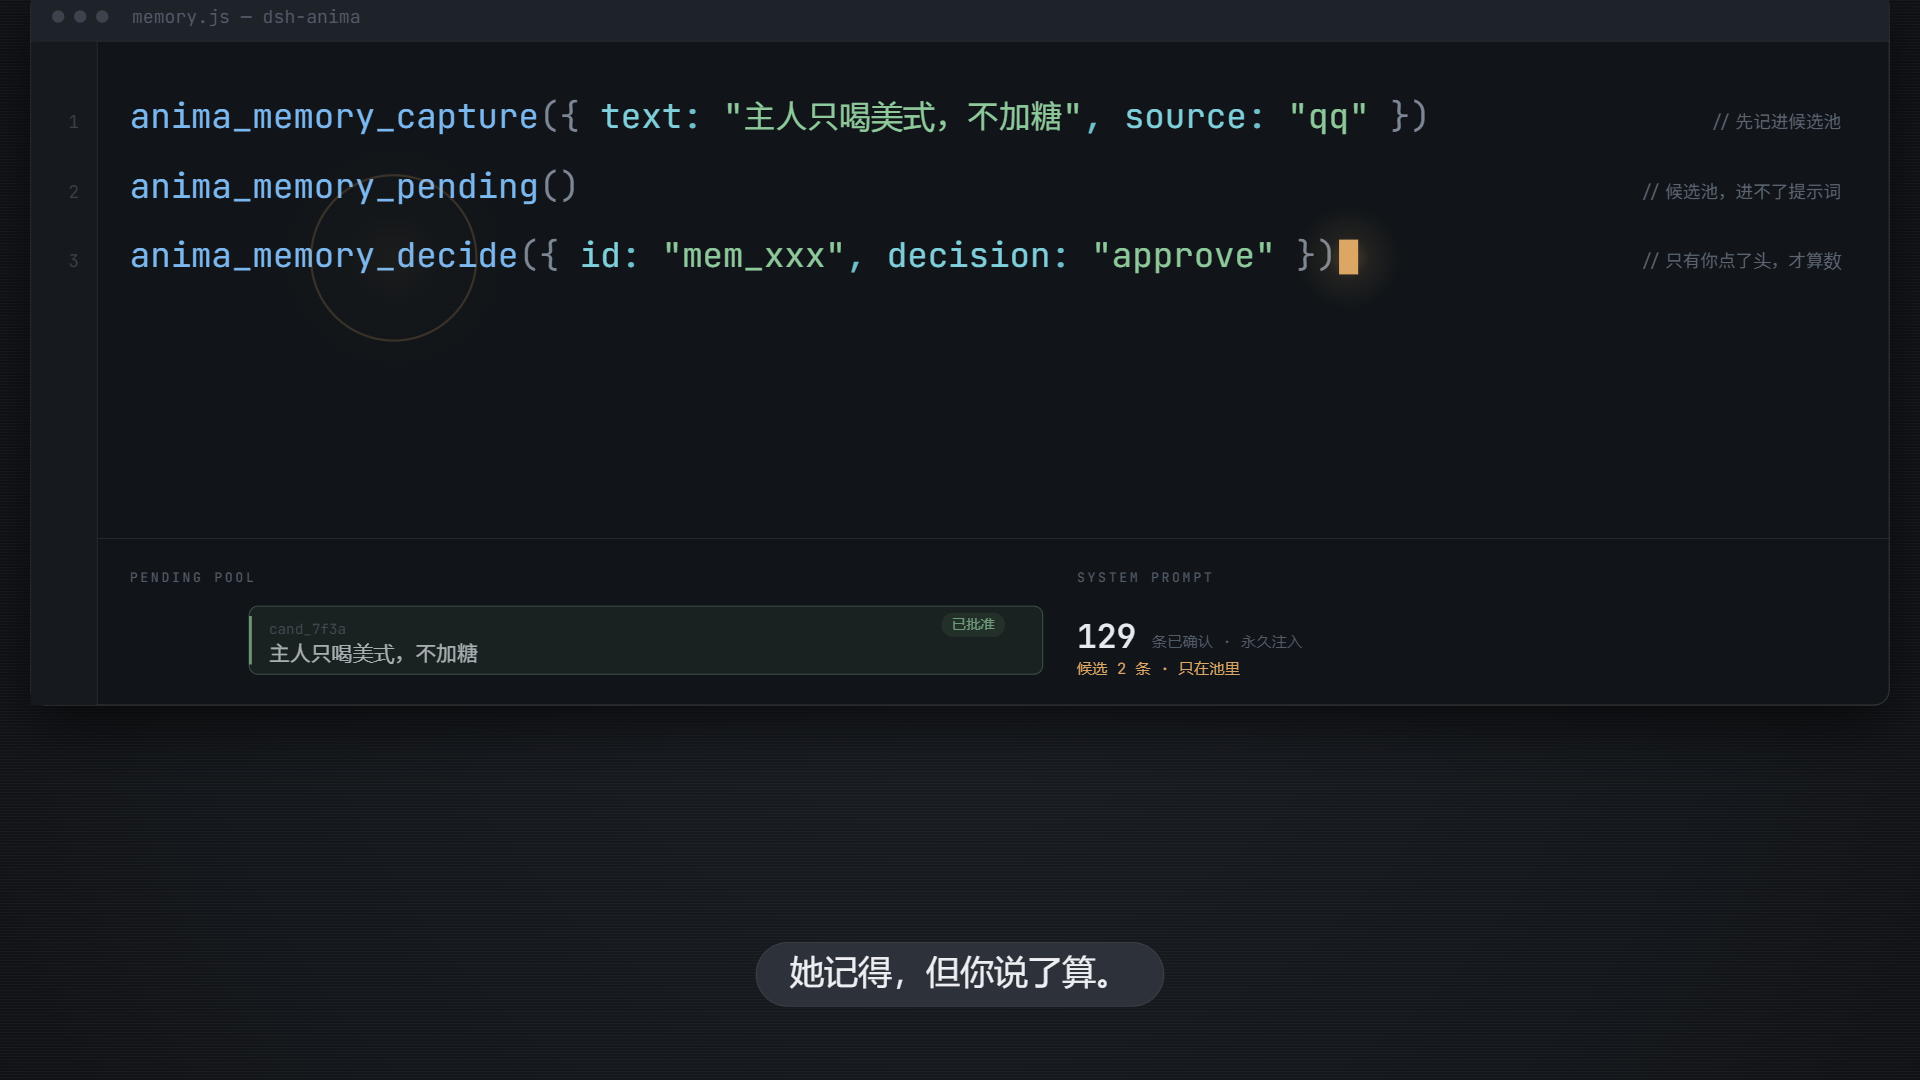 memory.js — dsh-anima
1 anima_memory_capture({ text: "主人只喝美式，不加糖", source: "qq" }) // 先记进候选池
2 anima_memory_pending() // 候选池，进不了提示词
3 anima_memory_decide({ id: "mem_xxx", decision: "approve" }) // 只有你点了头，才算数
PENDING POOL
cand_7f3a
已批准
主人只喝美式，不加糖
SYSTEM PROMPT
129 条已确认 · 永久注入
候选 2 条 · 只在池里
她记得，但你说了算。